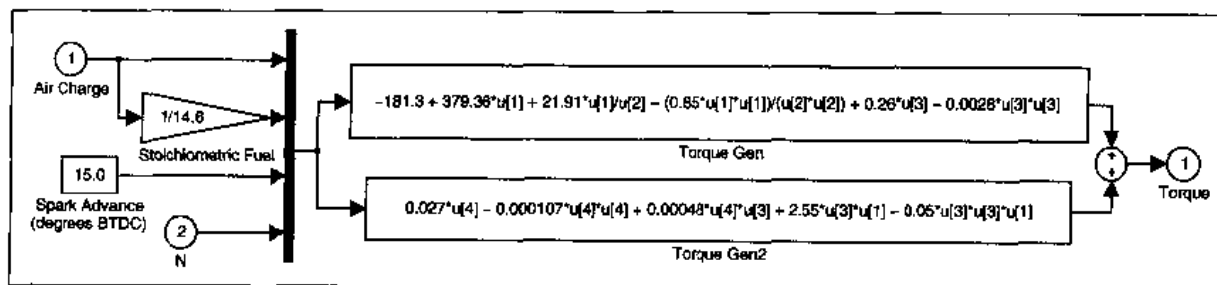 1
Air Charge
1/14.6
Stoichiometric Fuel
15.0
Spark Advance
(degrees BTDC)
2
N
-181.3 + 379.36*u[1] + 21.91*u[1]/u[2] - (0.85*u[1]*u[1])/(u[2]*u[2]) + 0.26*u[3] - 0.0028*u[3]*u[3]
Torque Gen
0.027*u[4] - 0.000107*u[4]*u[4] + 0.00048*u[4]*u[3] + 2.55*u[3]*u[1] - 0.05*u[3]*u[3]*u[1]
Torque Gen2
+
+
1
Torque